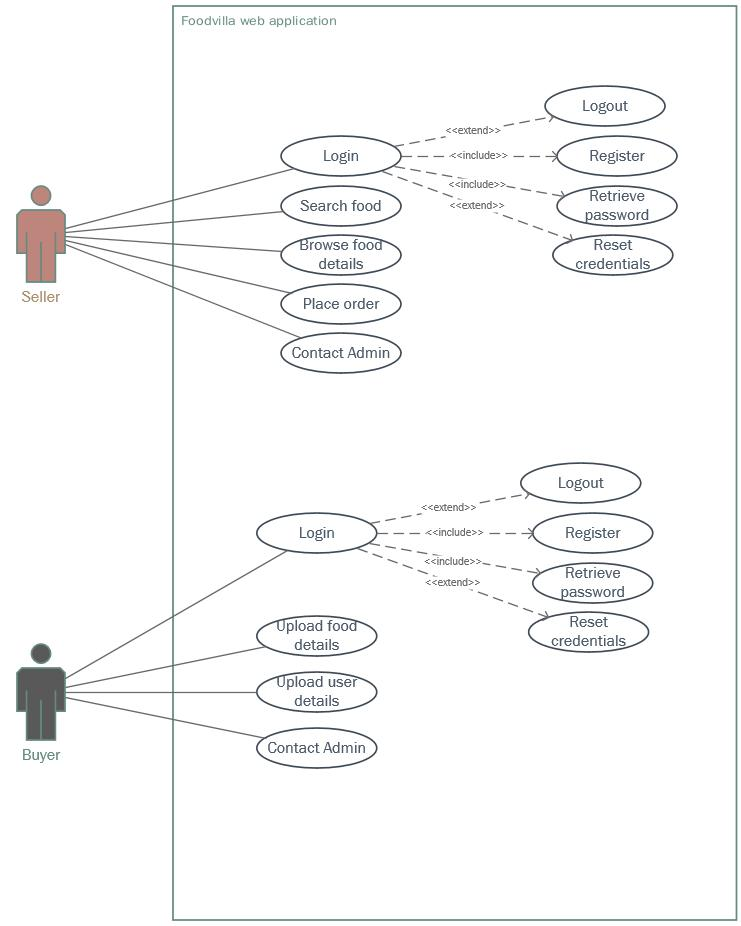 Foodvilla web application
Logout
<<extend>>
Login
<<include>>
Register
<<include>>
Retrieve
password
Search food
<<extend>>
Browse food
details
Reset
credentials
Seller
Place order
Contact Admin
Logout
<<extend>>
Login
<<include>>
Register
<<include>>
Retrieve
password
<<extend>>
Reset
credentials
Upload food
details
Upload user
details
Buyer
Contact Admin